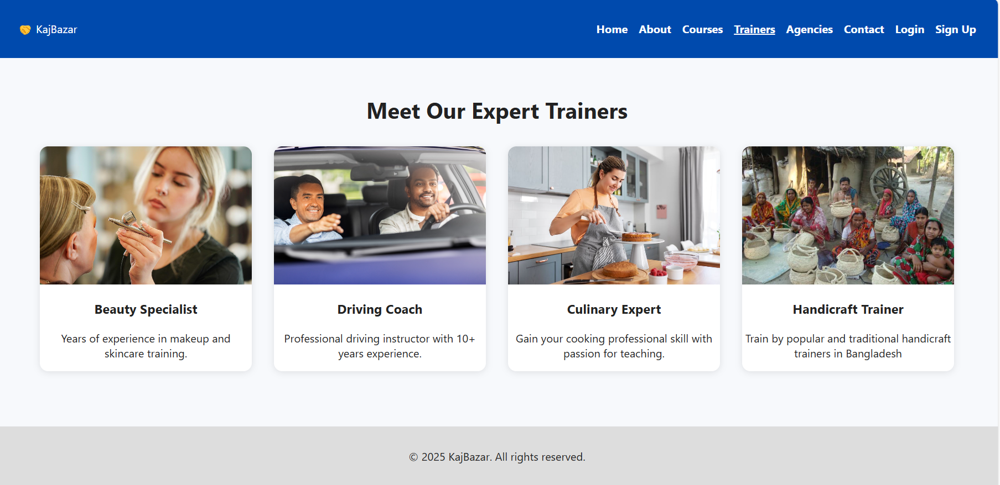 KajBazar
Home About Courses Trainers Agencies Contact Login Sign Up
Meet Our Expert Trainers
Beauty Specialist
Years of experience in makeup and
skincare training.
Driving Coach
Professional driving instructor with 10+
years experience.
Culinary Expert
Gain your cooking professional skill with
passion for teaching.
Handicraft Trainer
Train by popular and traditional handicraft
trainers in Bangladesh
© 2025 KajBazar. All rights reserved.